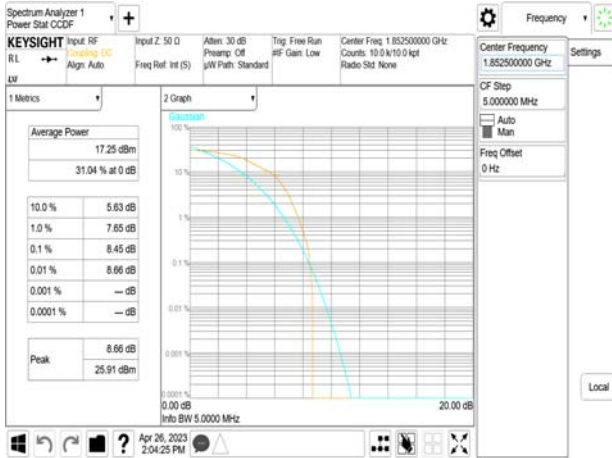 Spectrum Analyzer 1
Power Stat CCDF
Frequency
KEYSIGHT
RL
Input: RF
Coupling: DC
Align: Auto
Input Z: 50 Ω
Freq Ref: Int (S)
Atten: 30 dB
Preamp: Off
µW Path: Standard
Trig: Free Run
#IF Gain: Low
Center Freq: 1.852500000 GHz
Counts: 10.0 k/10.0 kpt
Radio Std: None
Center Frequency
1.852500000 GHz
Settings
CF Step
5.000000 MHz
Auto
Man
Freq Offset
0 Hz
1 Metrics
2 Graph
Average Power
17.25 dBm
31.04 % at 0 dB
10.0 % 5.63 dB
1.0 % 7.65 dB
0.1 % 8.45 dB
0.01 % 8.66 dB
0.001 % --- dB
0.0001 % --- dB
Peak
8.66 dB
25.91 dBm
Gaussian
100 %
10 %
1 %
0.1 %
0.01 %
0.001 %
0.0001 %
0.00 dB
20.00 dB
Info BW 5.0000 MHz
Local
?
Apr 26, 2023
2:04:25 PM